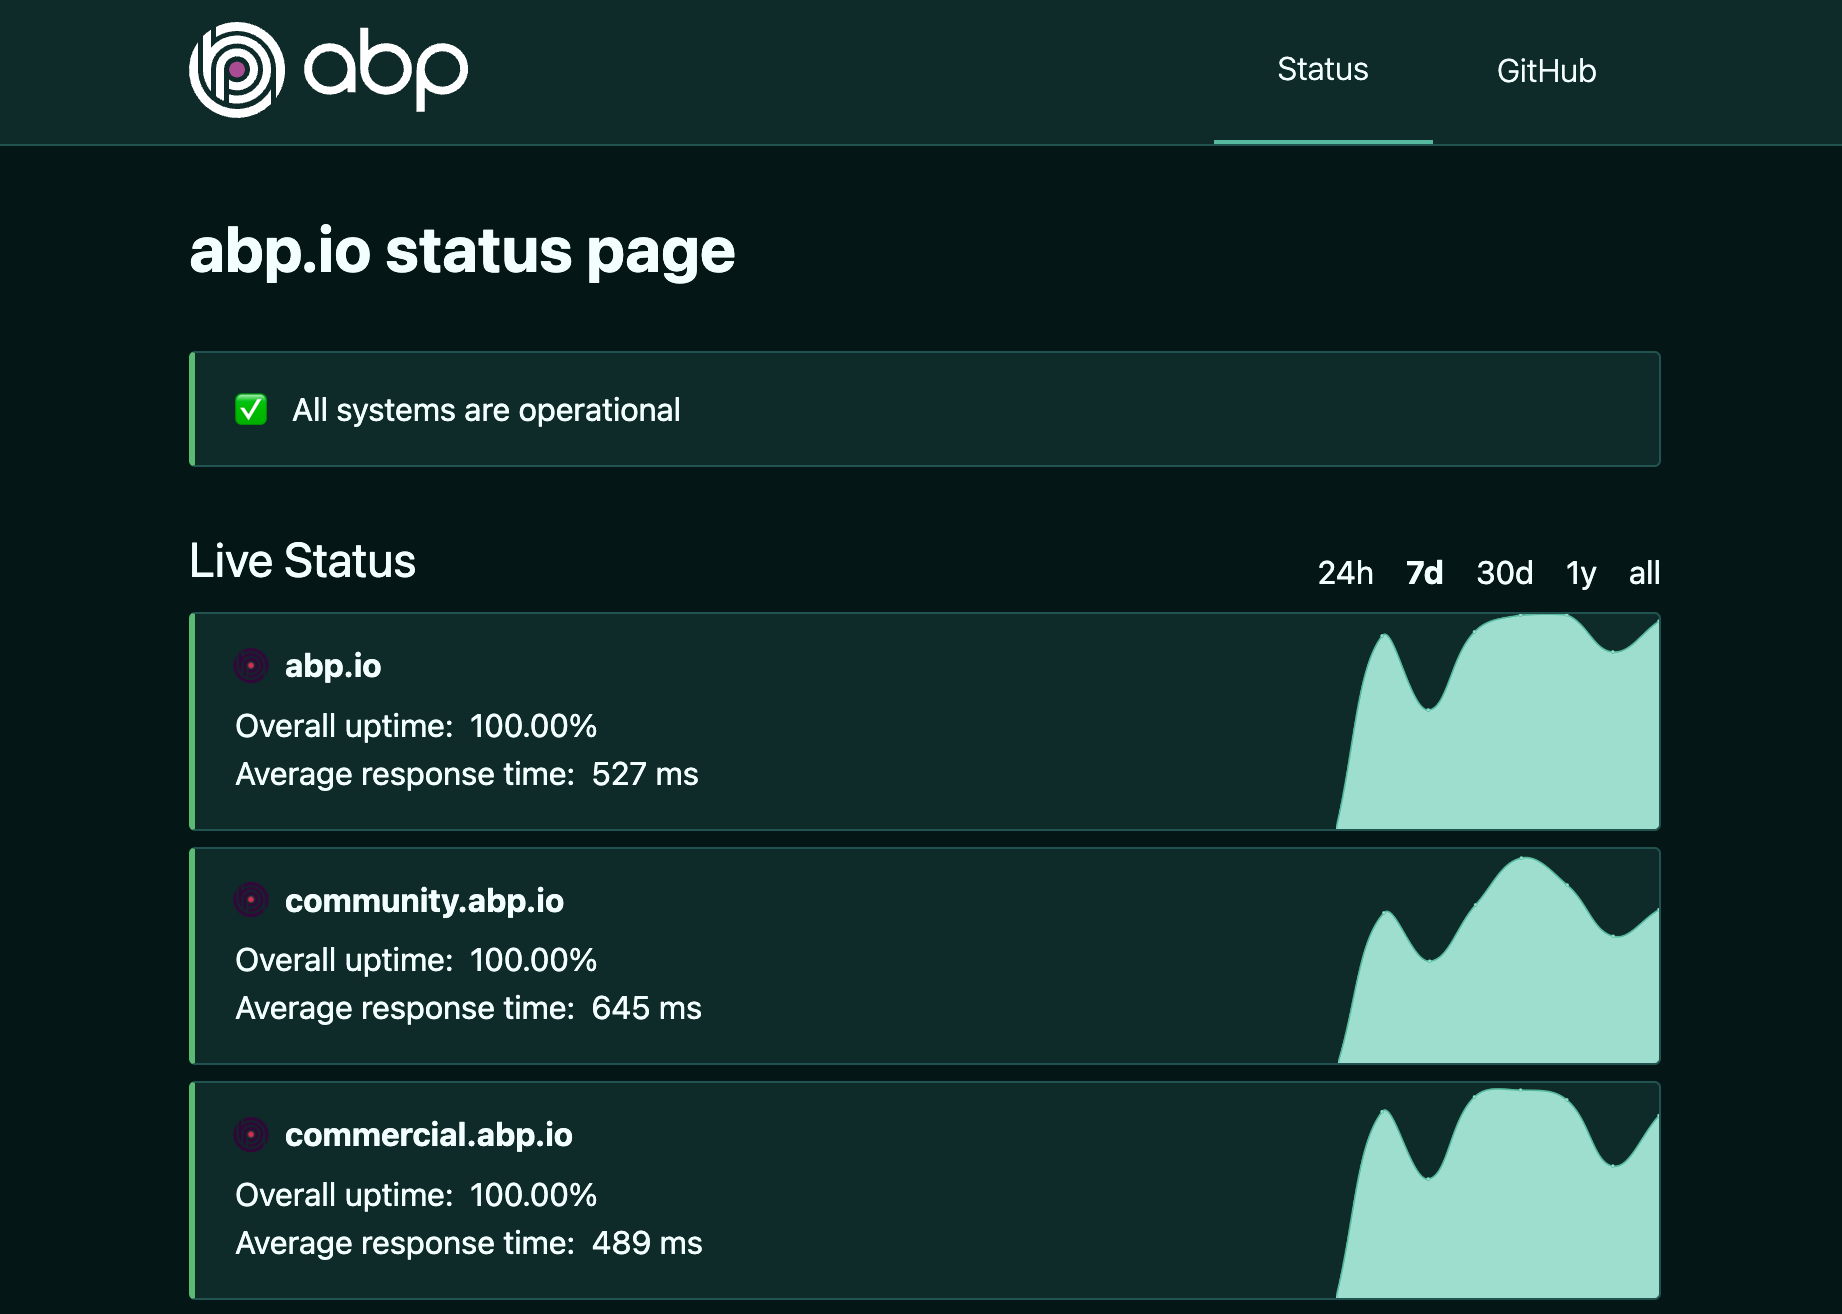 abp
Status
GitHub
abp.io status page
✅ All systems are operational
Live Status
24h 7d 30d 1y all
abp.io
Overall uptime: 100.00%
Average response time: 527 ms
community.abp.io
Overall uptime: 100.00%
Average response time: 645 ms
commercial.abp.io
Overall uptime: 100.00%
Average response time: 489 ms